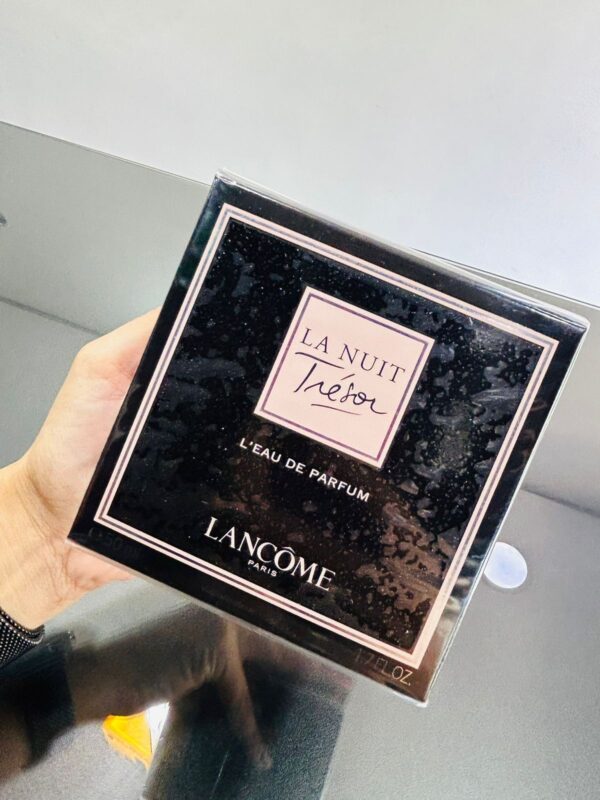 LA NUIT
Trésor
L'EAU DE PARFUM
LANCÔME
PARIS
1.7 FL.OZ.